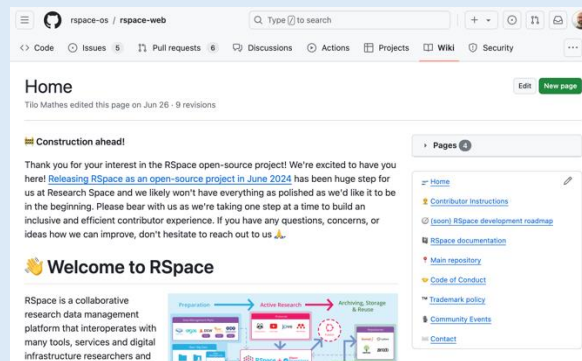 rspace-os / rspace-web
Type / to search
Code
Issues 5
Pull requests 6
Discussions
Actions
Projects
Wiki
Security
Home
Tilo Mathes edited this page on Jun 26 · 9 revisions
Edit
New page
🚧 Construction ahead!
Thank you for your interest in the RSpace open-source project! We're excited to have you
here! Releasing RSpace as an open-source project in June 2024 has been huge step for
us at Research Space and we likely won't have everything as polished as we'd like it to be
in the beginning. Please bear with us as we're taking one step at a time to build an
inclusive and efficient contributor experience. If you have any questions, concerns, or
ideas how we can improve, don't hesitate to reach out to us 🙏.
👋 Welcome to RSpace
RSpace is a collaborative
research data management
platform that interoperates with
many tools, services and digital
infrastructure researchers and
Preparation
Active Research
Archiving, Storage
& Reuse
Pages 4
Home
Contributor Instructions
(soon) RSpace development roadmap
RSpace documentation
Main repository
Code of Conduct
Trademark policy
Community Events
Contact